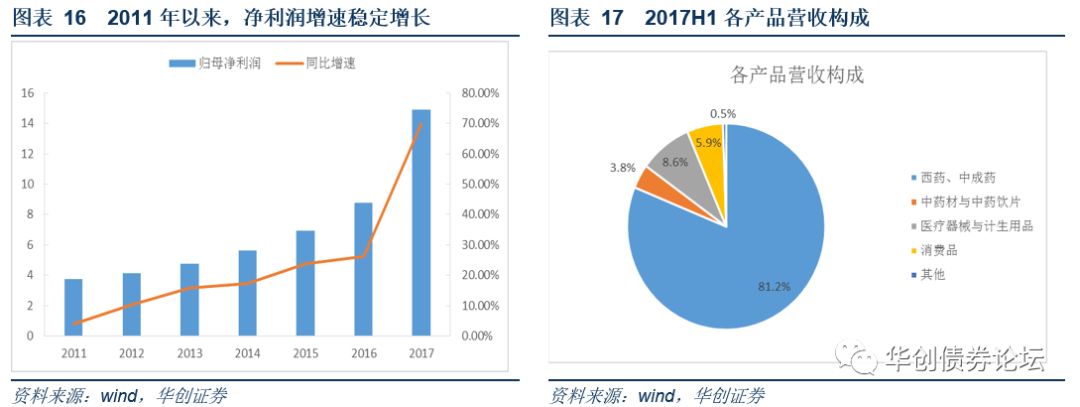 图表 16 2011 年以来，净利润增速稳定增长
归母净利润 同比增速
16 80.00%
14 70.00%
12 60.00%
10 50.00%
8 40.00%
6 30.00%
4 20.00%
2 10.00%
0 0.00%
2011 2012 2013 2014 2015 2016 2017
资料来源：wind，华创证券
图表 17 2017H1 各产品营收构成
各产品营收构成
0.5%
5.9%
8.6%
3.8%
81.2%
西药、中成药
中药材与中药饮片
医疗器械与计生用品
消费品
其他
华创债券论坛
资料来源：wind，华创证券